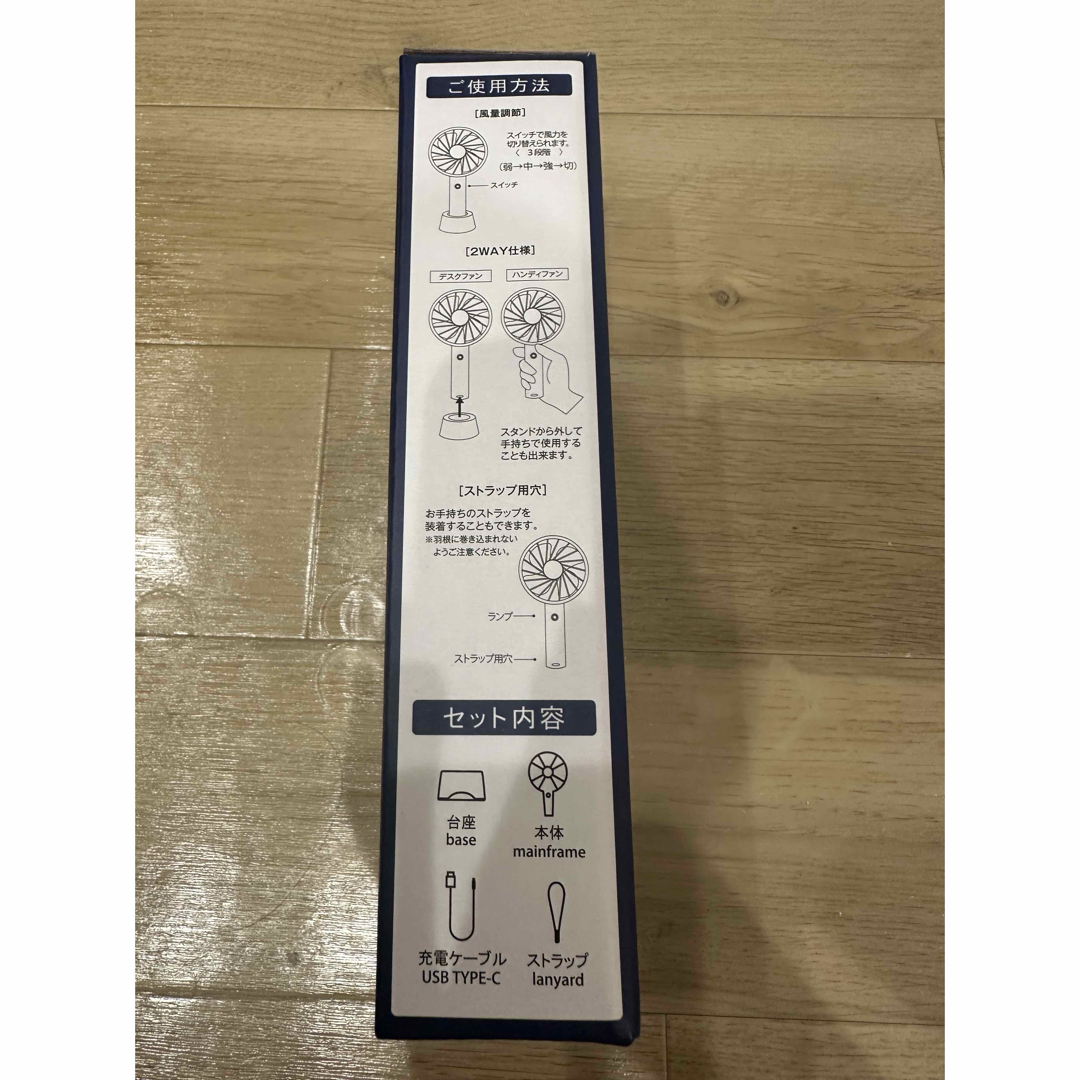 ご使用方法
［風量調節］
スイッチで風力を
切り替えられます。
〈 3段階 〉
（弱→中→強→切）
スイッチ
［2WAY仕様］
デスクファン
ハンディファン
スタンドから外して
手持ちで使用する
ことも出来ます。
［ストラップ用穴］
お手持ちのストラップを
装着することもできます。
※羽根に巻き込まれない
ようご注意ください。
ランプ
ストラップ用穴
セット内容
台座
base
本体
mainframe
充電ケーブル
USB TYPE-C
ストラップ
lanyard